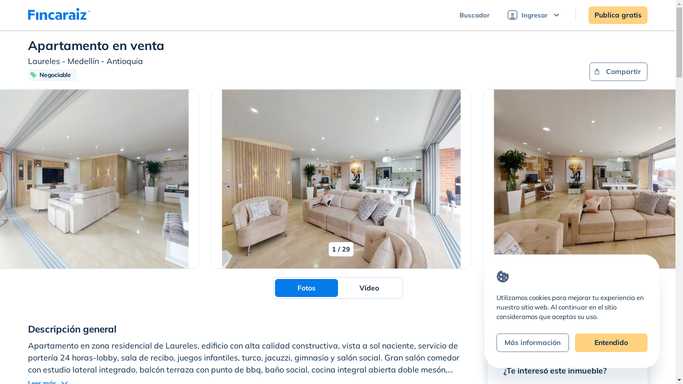 Fincaraiz
Buscador
Ingresar
Publica gratis
Apartamento en venta
Laureles - Medellín - Antioquia
Negociable
Compartir
1 / 29
Fotos
Video
Descripción general
Apartamento en zona residencial de Laureles, edificio con alta calidad constructiva, vista a sol naciente, servicio de
portería 24 horas-lobby, sala de recibo, juegos infantiles, turca, jacuzzi, gimnasio y salón social. Gran salón comedor
con estudio lateral integrado, balcón terraza con punto de bbq, baño social, cocina integral abierta doble mesón,...
Leer más
Utilizamos cookies para mejorar tu experiencia en
nuestro sitio web. Al continuar en el sitio
consideramos que aceptas su uso.
Más información
Entendido
¿Te interesó este inmueble?